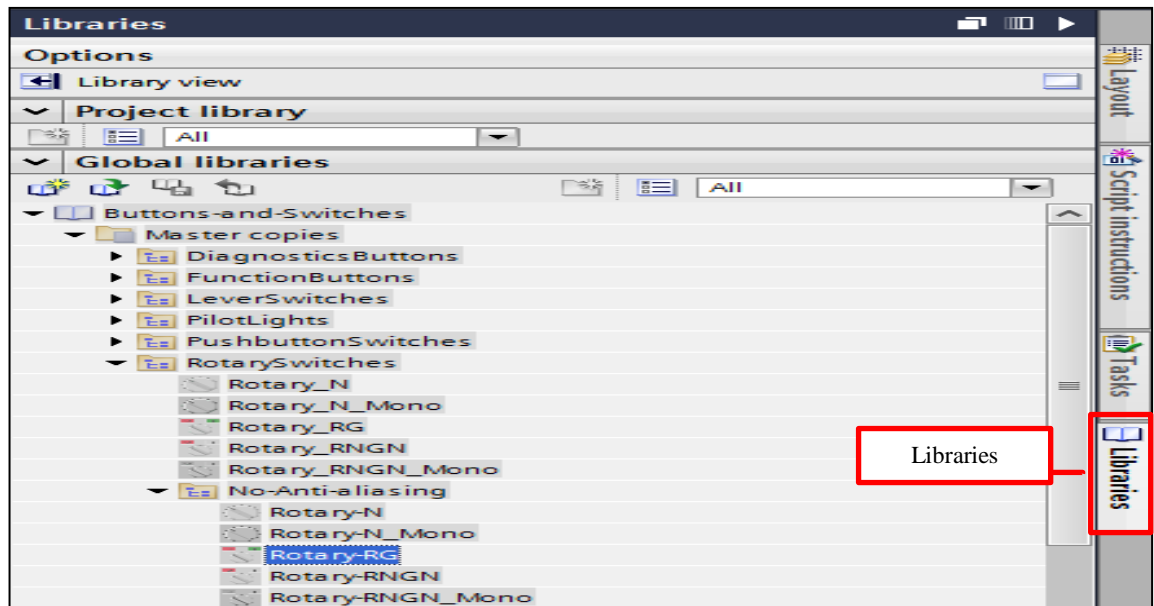 Libraries
Options
Library view
Project library
All
Global libraries
All
Buttons-and-Switches
Master copies
DiagnosticsButtons
FunctionButtons
LeverSwitches
PilotLights
PushbuttonSwitches
RotarySwitches
Rotary_N
Rotary_N_Mono
Rotary_RG
Rotary_RNGN
Rotary_RNGN_Mono
No-Anti-aliasing
Rotary-N
Rotary-N_Mono
Rotary-RG
Rotary-RNGN
Rotary-RNGN_Mono
Libraries
Layout
Script instructions
Tasks
Libraries